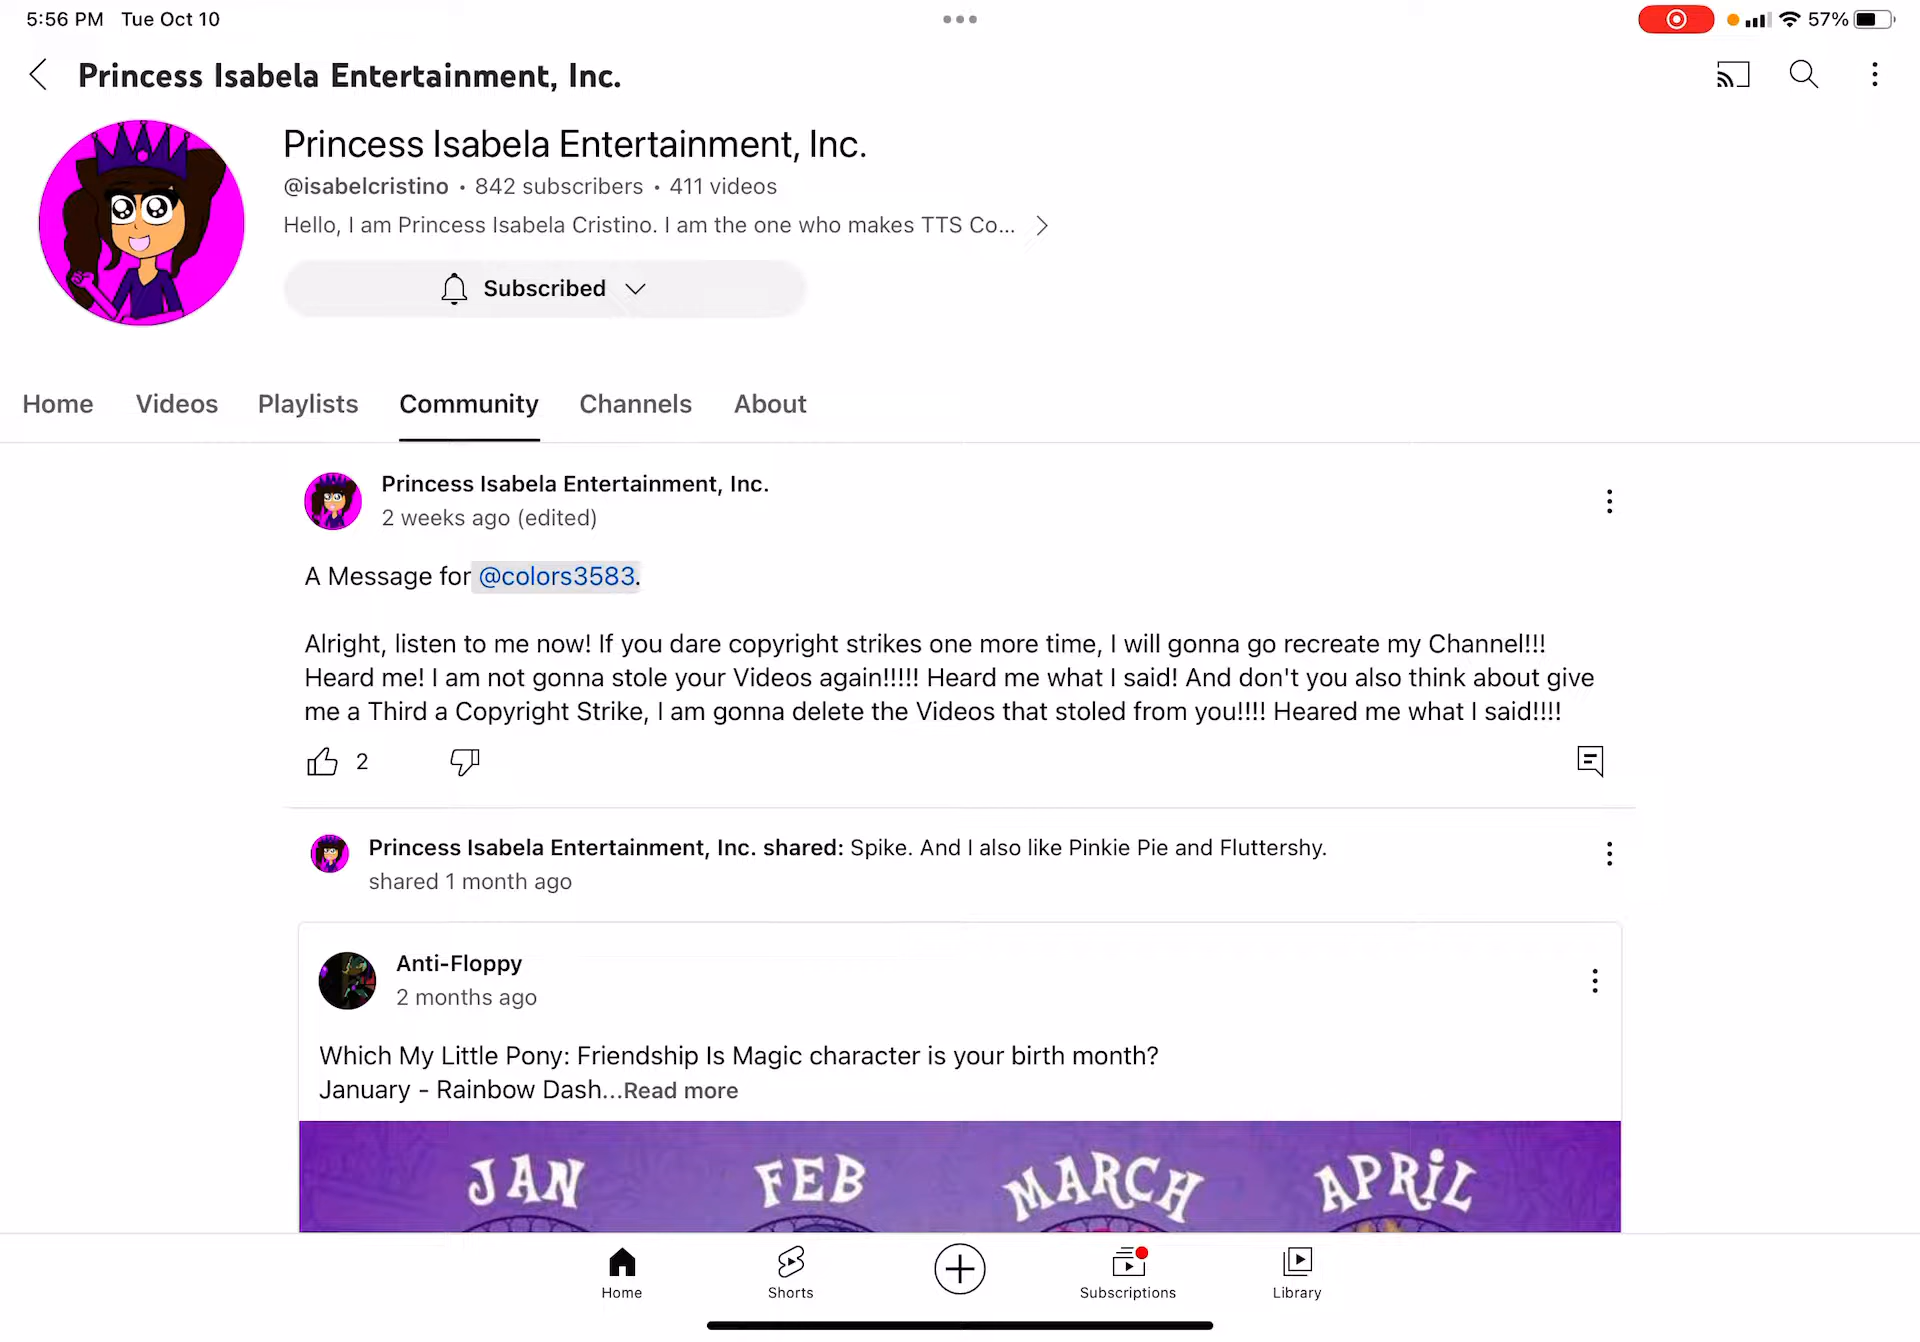 5:56 PM Tue Oct 10
57%
Princess Isabela Entertainment, Inc.
Princess Isabela Entertainment, Inc.
@isabelcristino • 842 subscribers • 411 videos
Hello, I am Princess Isabela Cristino. I am the one who makes TTS Co...
Subscribed
Home Videos Playlists Community Channels About
Princess Isabela Entertainment, Inc.
2 weeks ago (edited)
A Message for @colors3583.
Alright, listen to me now! If you dare copyright strikes one more time, I will gonna go recreate my Channel!!!
Heard me! I am not gonna stole your Videos again!!!!! Heard me what I said! And don't you also think about give
me a Third a Copyright Strike, I am gonna delete the Videos that stoled from you!!!! Heared me what I said!!!!
2
Princess Isabela Entertainment, Inc. shared: Spike. And I also like Pinkie Pie and Fluttershy.
shared 1 month ago
Anti-Floppy
2 months ago
Which My Little Pony: Friendship Is Magic character is your birth month?
January - Rainbow Dash...Read more
JAN FEB MARCH APRiL
Home Shorts Subscriptions Library